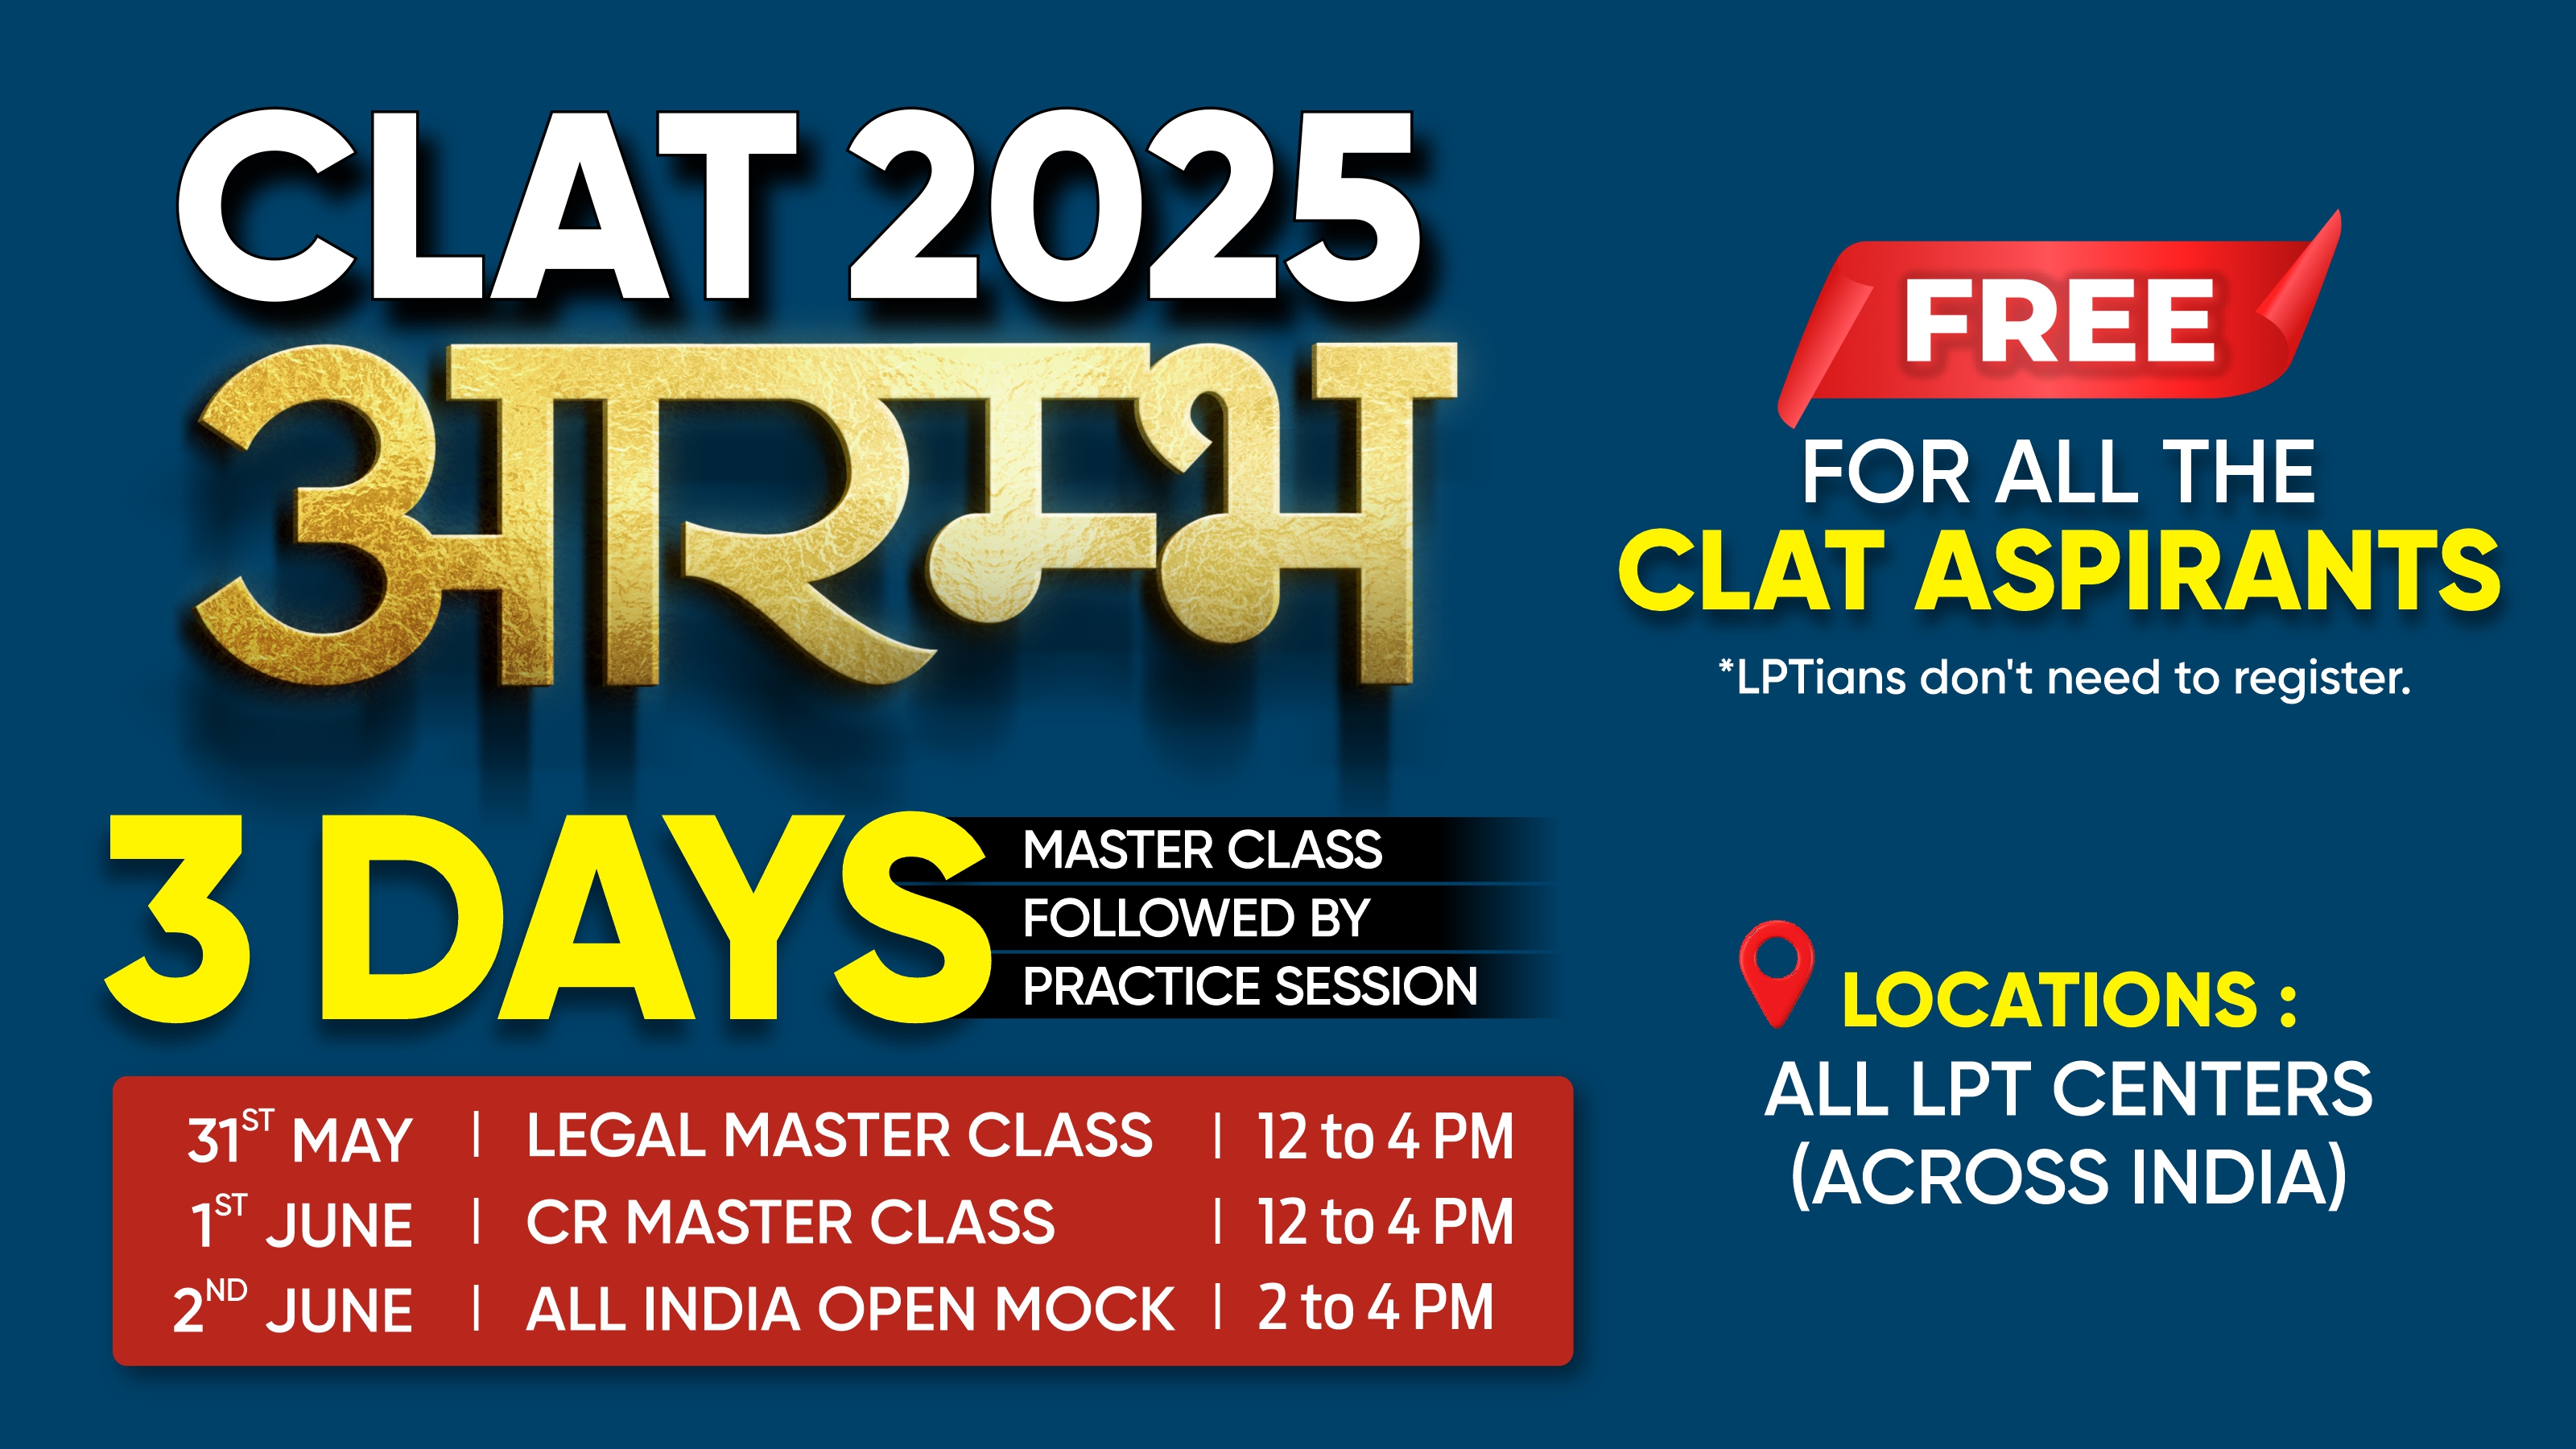 CLAT 2025
आरम्भ
3 DAYS
MASTER CLASS
FOLLOWED BY
PRACTICE SESSION
31ST MAY | LEGAL MASTER CLASS | 12 to 4 PM
1ST JUNE | CR MASTER CLASS | 12 to 4 PM
2ND JUNE | ALL INDIA OPEN MOCK | 2 to 4 PM
FREE
FOR ALL THE
CLAT ASPIRANTS
*LPTians don't need to register.
LOCATIONS :
ALL LPT CENTERS
(ACROSS INDIA)